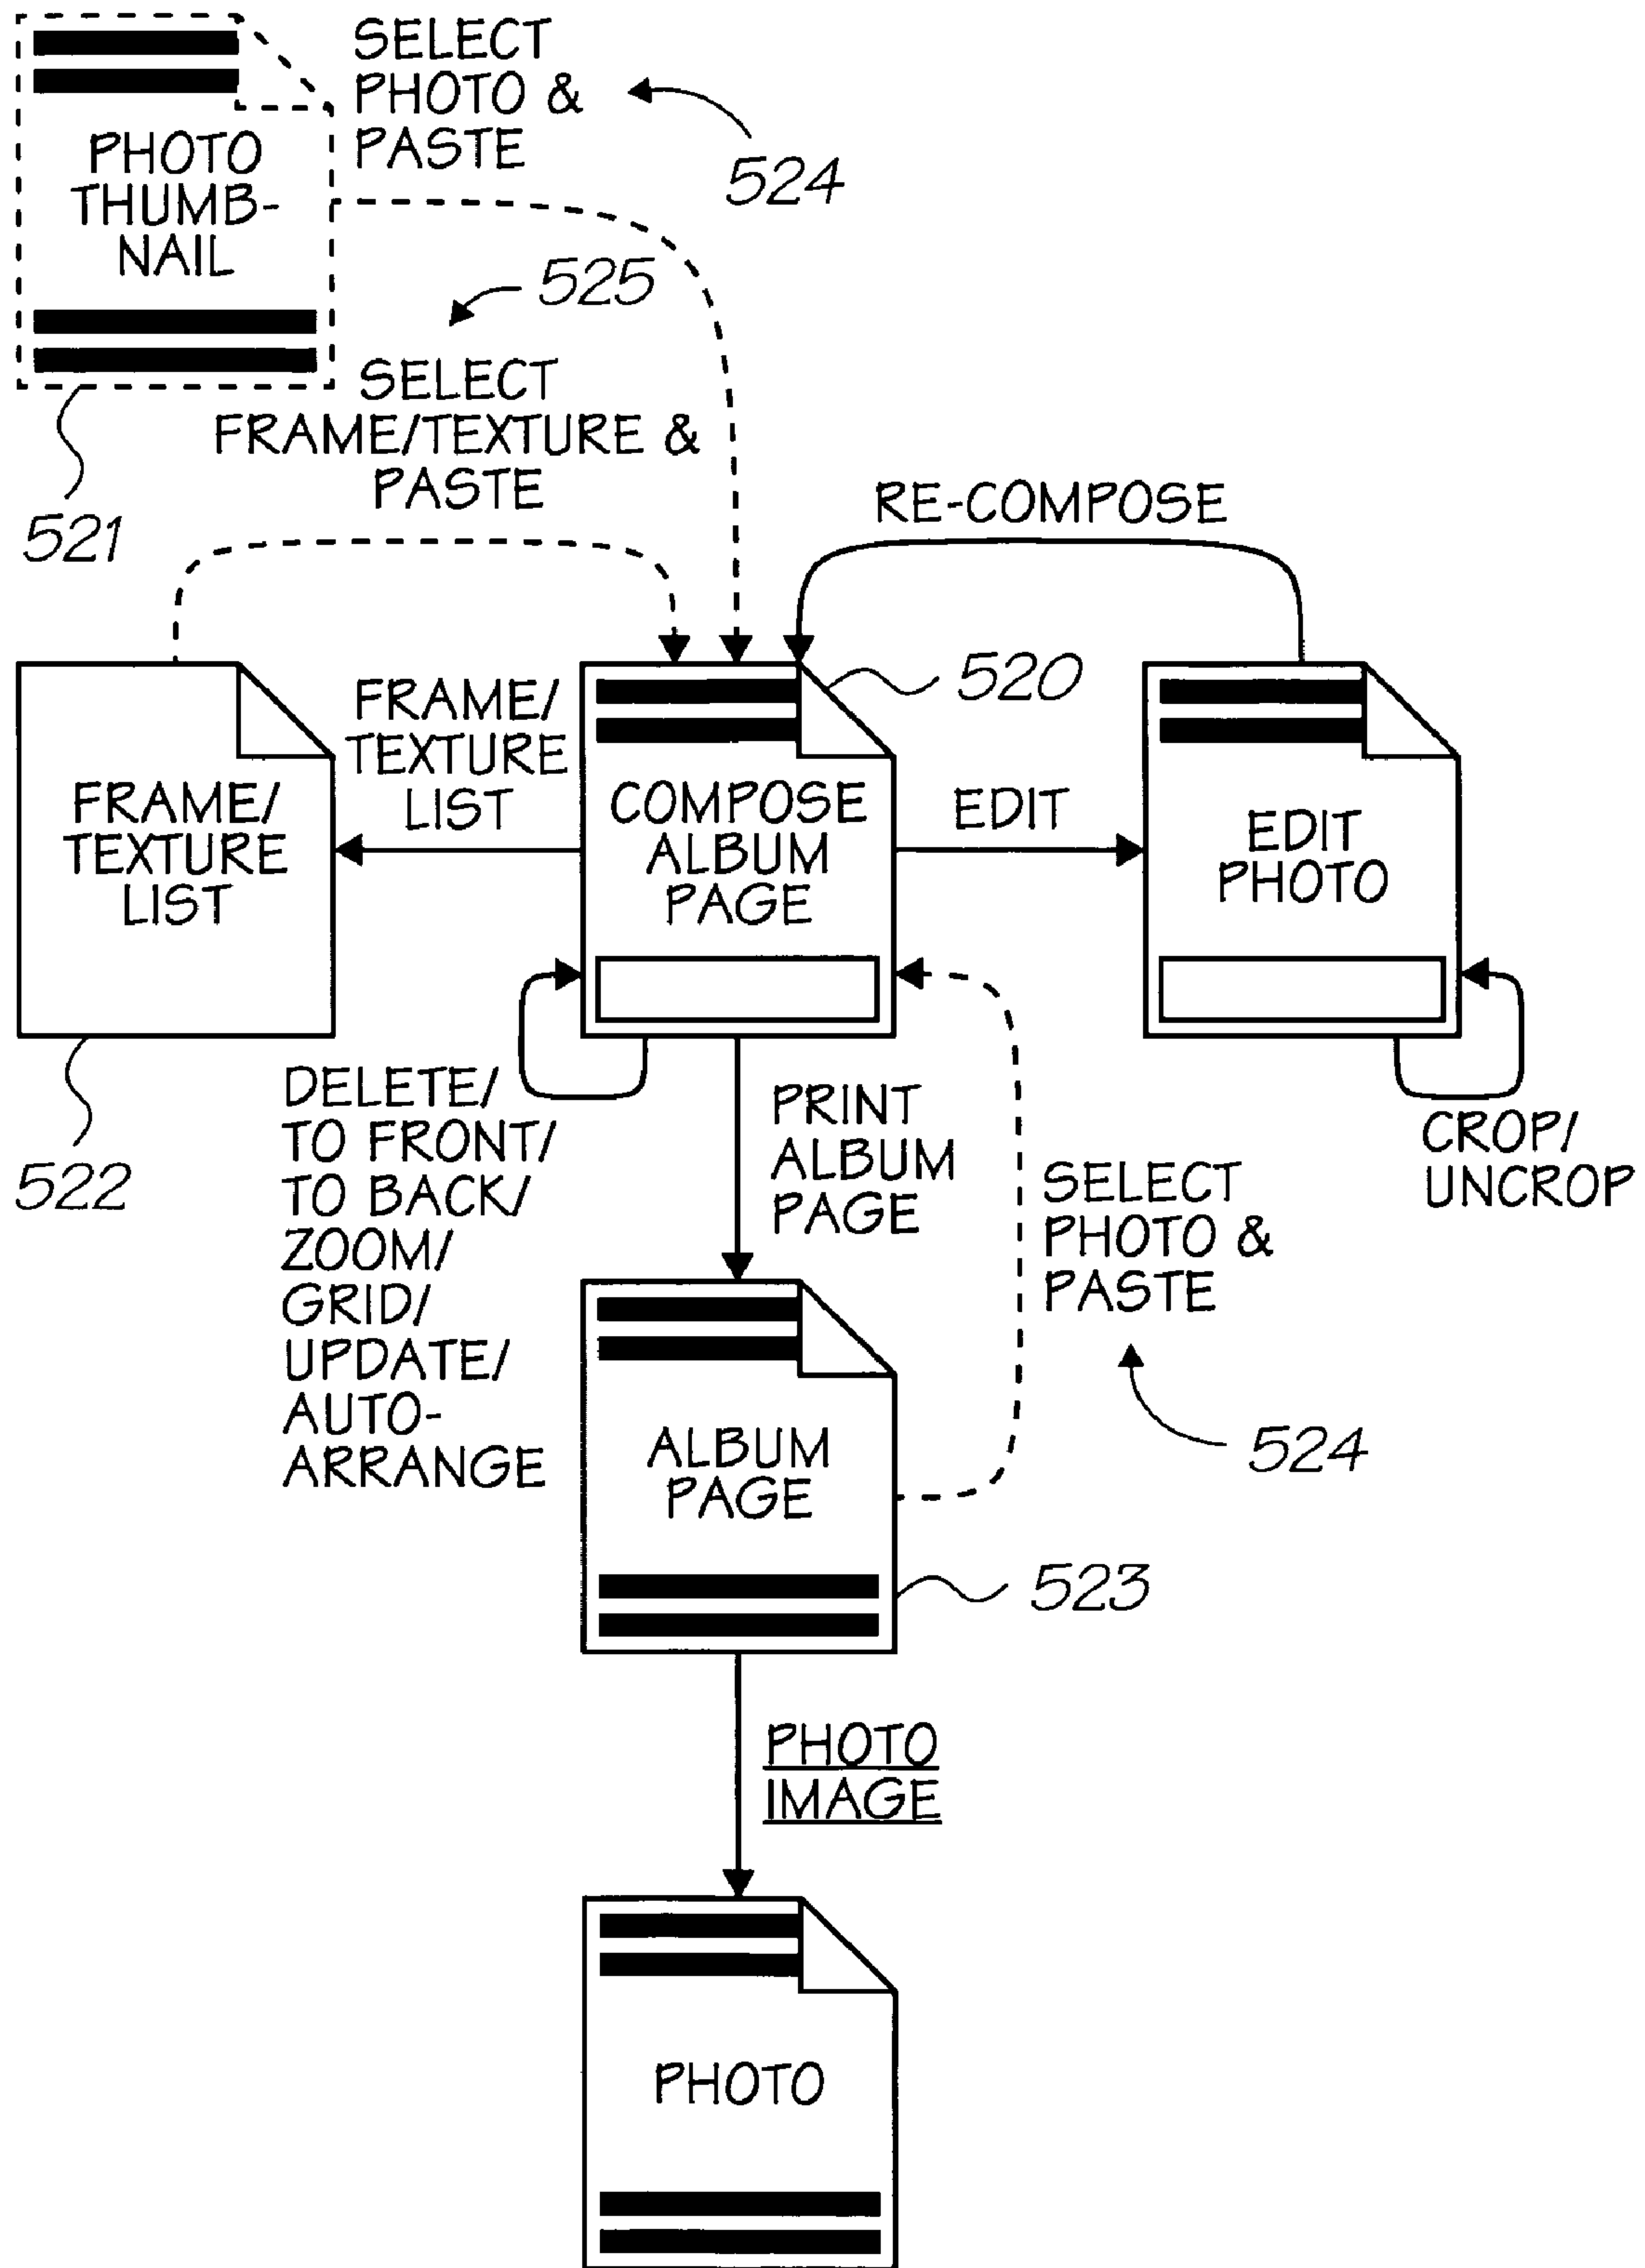 SELECT
PHOTO &
PASTE
524
PHOTO
THUMB-
NAIL
525
SELECT
FRAME/TEXTURE &
PASTE
521
RE-COMPOSE
520
FRAME/
TEXTURE
LIST
FRAME/
TEXTURE
LIST
COMPOSE
ALBUM
PAGE
EDIT
EDIT
PHOTO
522
DELETE/
TO FRONT/
TO BACK/
ZOOM/
GRID/
UPDATE/
AUTO-
ARRANGE
PRINT
ALBUM
PAGE
SELECT
PHOTO &
PASTE
CROP/
UNCROP
524
ALBUM
PAGE
523
PHOTO
IMAGE
PHOTO